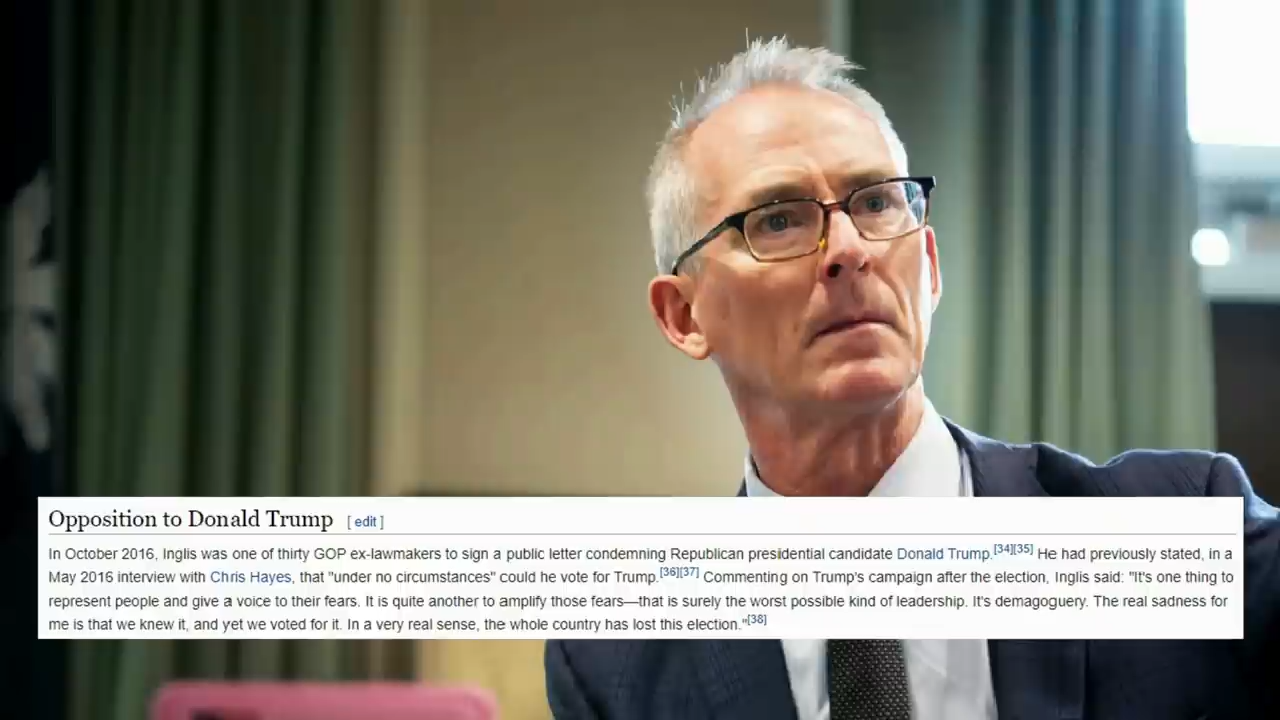 Opposition to Donald Trump [ edit ]
In October 2016, Inglis was one of thirty GOP ex-lawmakers to sign a public letter condemning Republican presidential candidate Donald Trump.[34][35] He had previously stated, in a
May 2016 interview with Chris Hayes, that "under no circumstances" could he vote for Trump.[36][37] Commenting on Trump's campaign after the election, Inglis said: "It's one thing to
represent people and give a voice to their fears. It is quite another to amplify those fears—that is surely the worst possible kind of leadership. It's demagoguery. The real sadness for
me is that we knew it, and yet we voted for it. In a very real sense, the whole country has lost this election."[38]